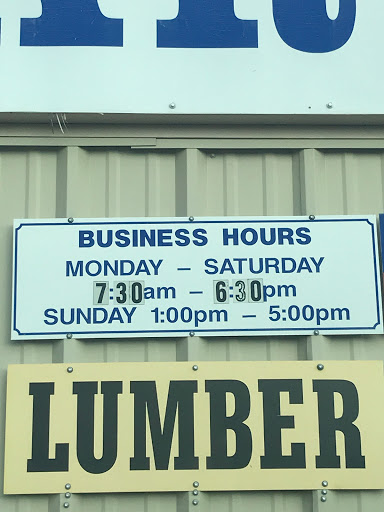 BUSINESS HOURS
MONDAY – SATURDAY
7:30am – 6:30pm
SUNDAY 1:00pm – 5:00pm
LUMBER